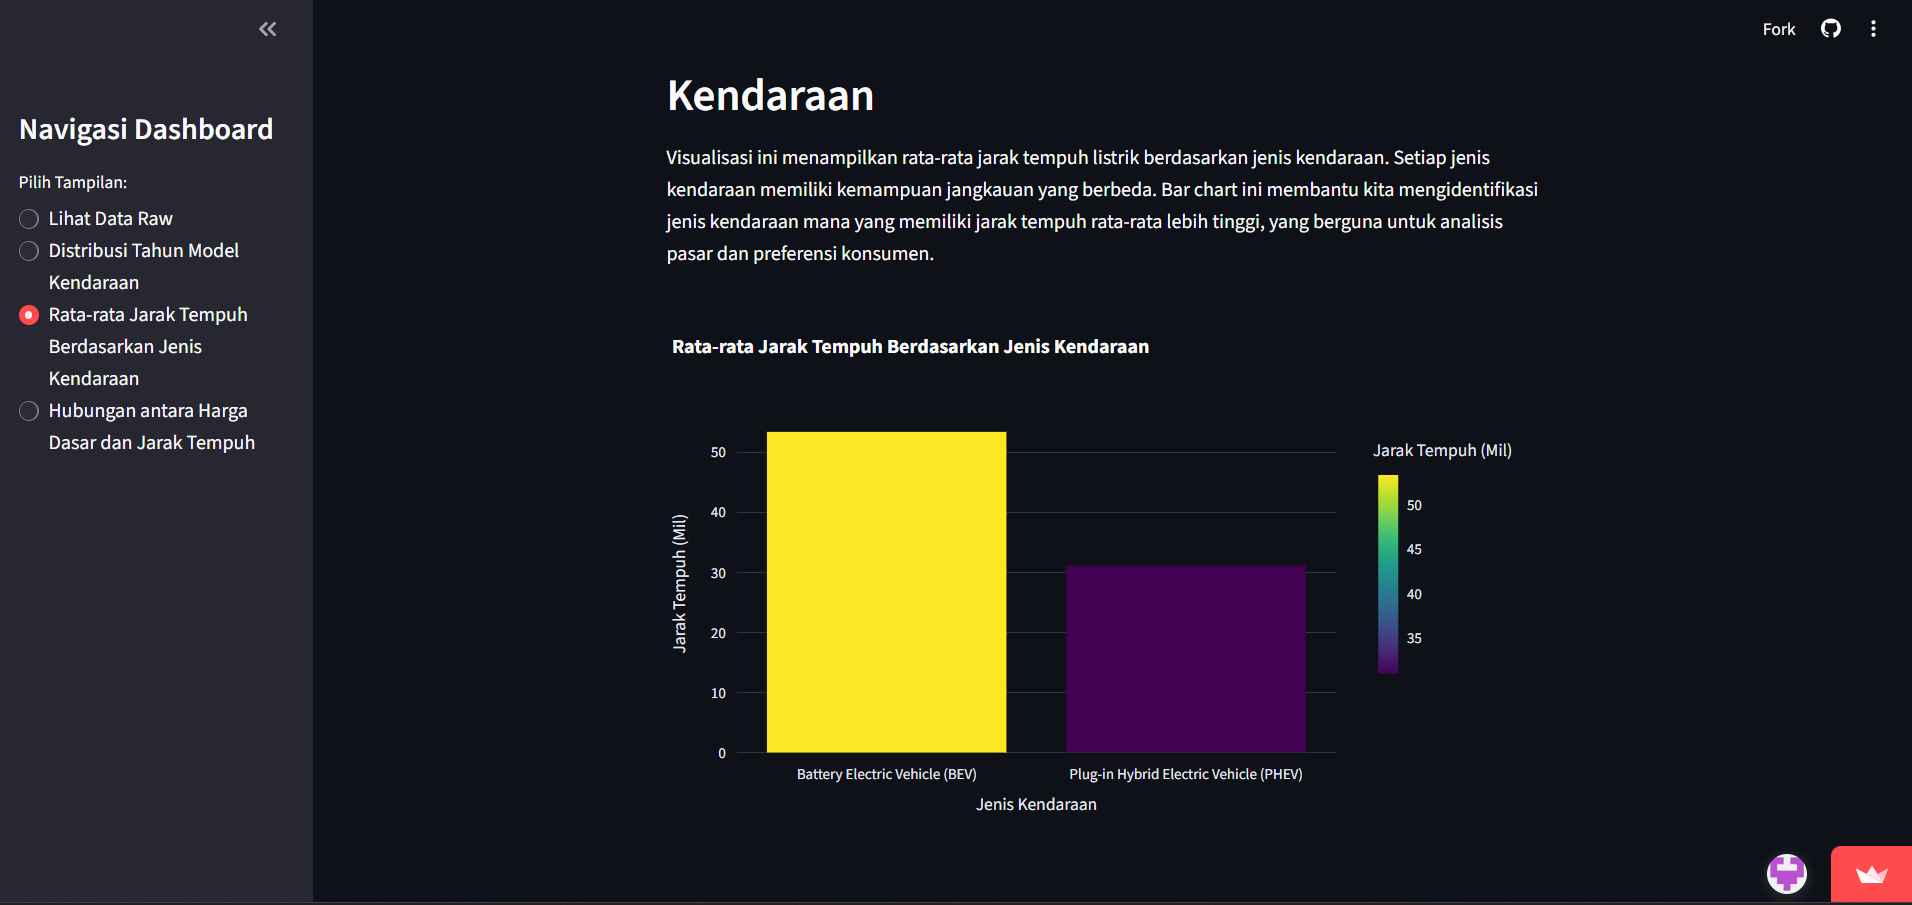 Fork
Navigasi Dashboard
Pilih Tampilan:
Lihat Data Raw
Distribusi Tahun Model
Kendaraan
Rata-rata Jarak Tempuh
Berdasarkan Jenis
Kendaraan
Hubungan antara Harga
Dasar dan Jarak Tempuh
Kendaraan
Visualisasi ini menampilkan rata-rata jarak tempuh listrik berdasarkan jenis kendaraan. Setiap jenis
kendaraan memiliki kemampuan jangkauan yang berbeda. Bar chart ini membantu kita mengidentifikasi
jenis kendaraan mana yang memiliki jarak tempuh rata-rata lebih tinggi, yang berguna untuk analisis
pasar dan preferensi konsumen.
Rata-rata Jarak Tempuh Berdasarkan Jenis Kendaraan
Jarak Tempuh (Mil)
50
40
30
20
10
0
Battery Electric Vehicle (BEV)
Plug-in Hybrid Electric Vehicle (PHEV)
Jenis Kendaraan
Jarak Tempuh (Mil)
50
45
40
35